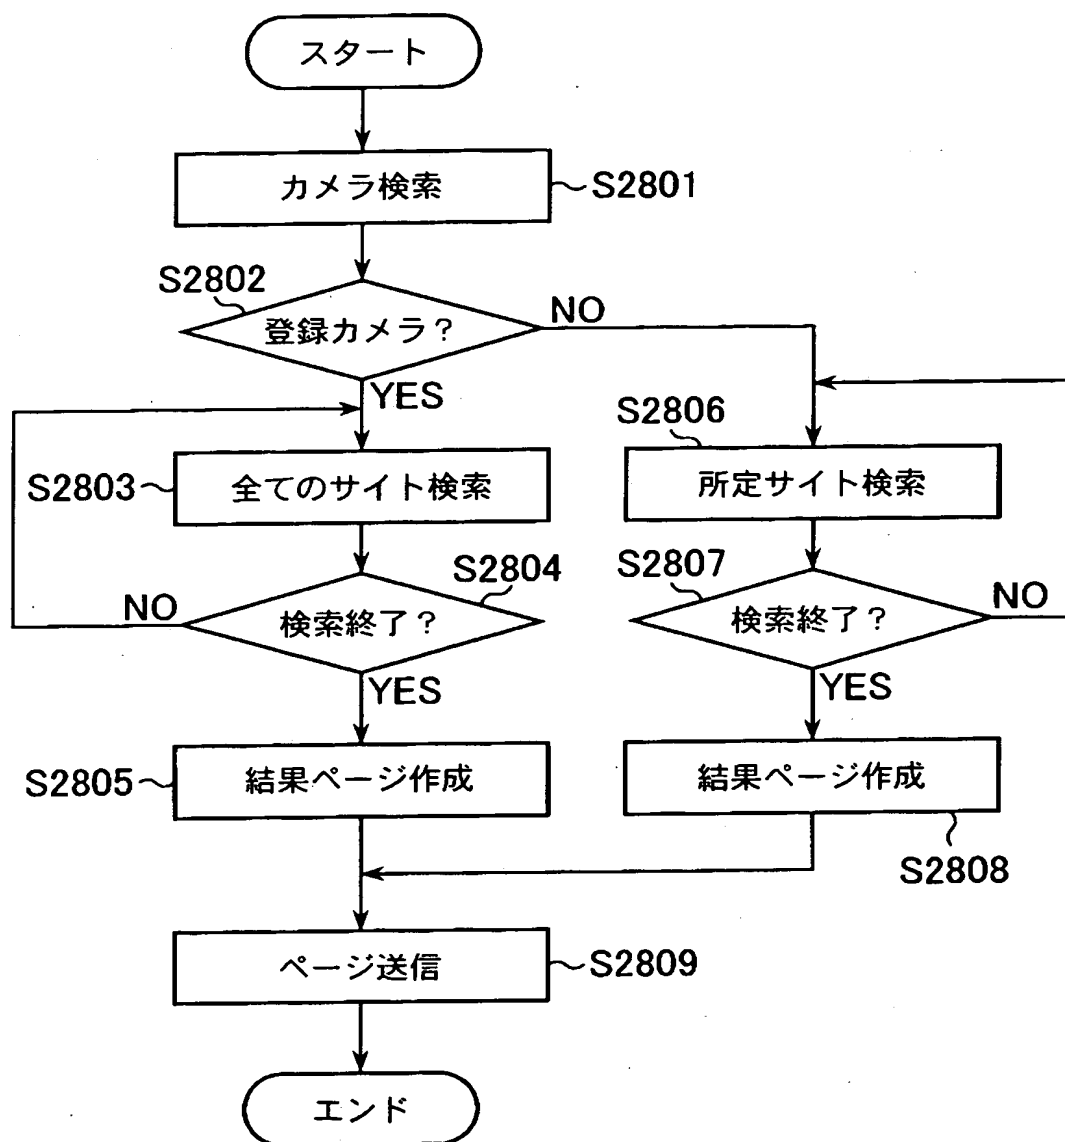 スタート
カメラ検索
S2801
S2802
登録カメラ？
NO
YES
S2803
全てのサイト検索
S2806
所定サイト検索
S2804
検索終了？
NO
YES
S2807
検索終了？
NO
YES
S2805
結果ページ作成
結果ページ作成
S2808
ページ送信
S2809
エンド